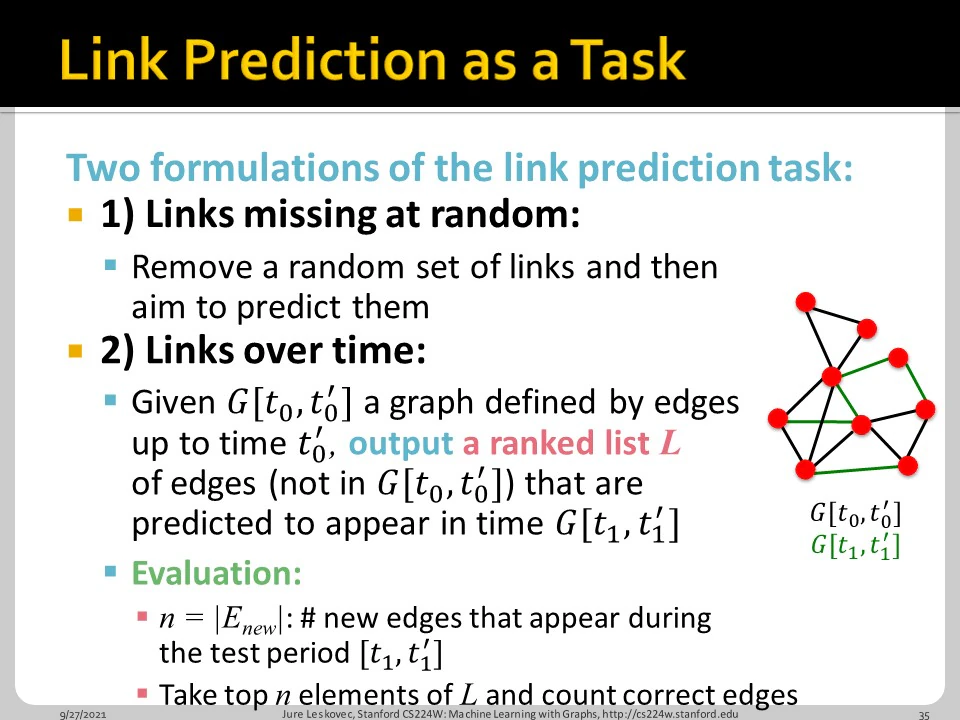 Link Prediction as a Task
Two formulations of the link prediction task:
1) Links missing at random:
Remove a random set of links and then
aim to predict them
2) Links over time:
Given G[t₀, t₀′] a graph defined by edges
up to time t₀′, output a ranked list L
of edges (not in G[t₀, t₀′]) that are
predicted to appear in time G[t₁, t₁′]
Evaluation:
n = |Eₙₑw|: # new edges that appear during
the test period [t₁, t₁′]
Take top n elements of L and count correct edges
G[t₀, t₀′]
G[t₁, t₁′]
9/27/2021
Jure Leskovec, Stanford CS224W: Machine Learning with Graphs, http://cs224w.stanford.edu
35